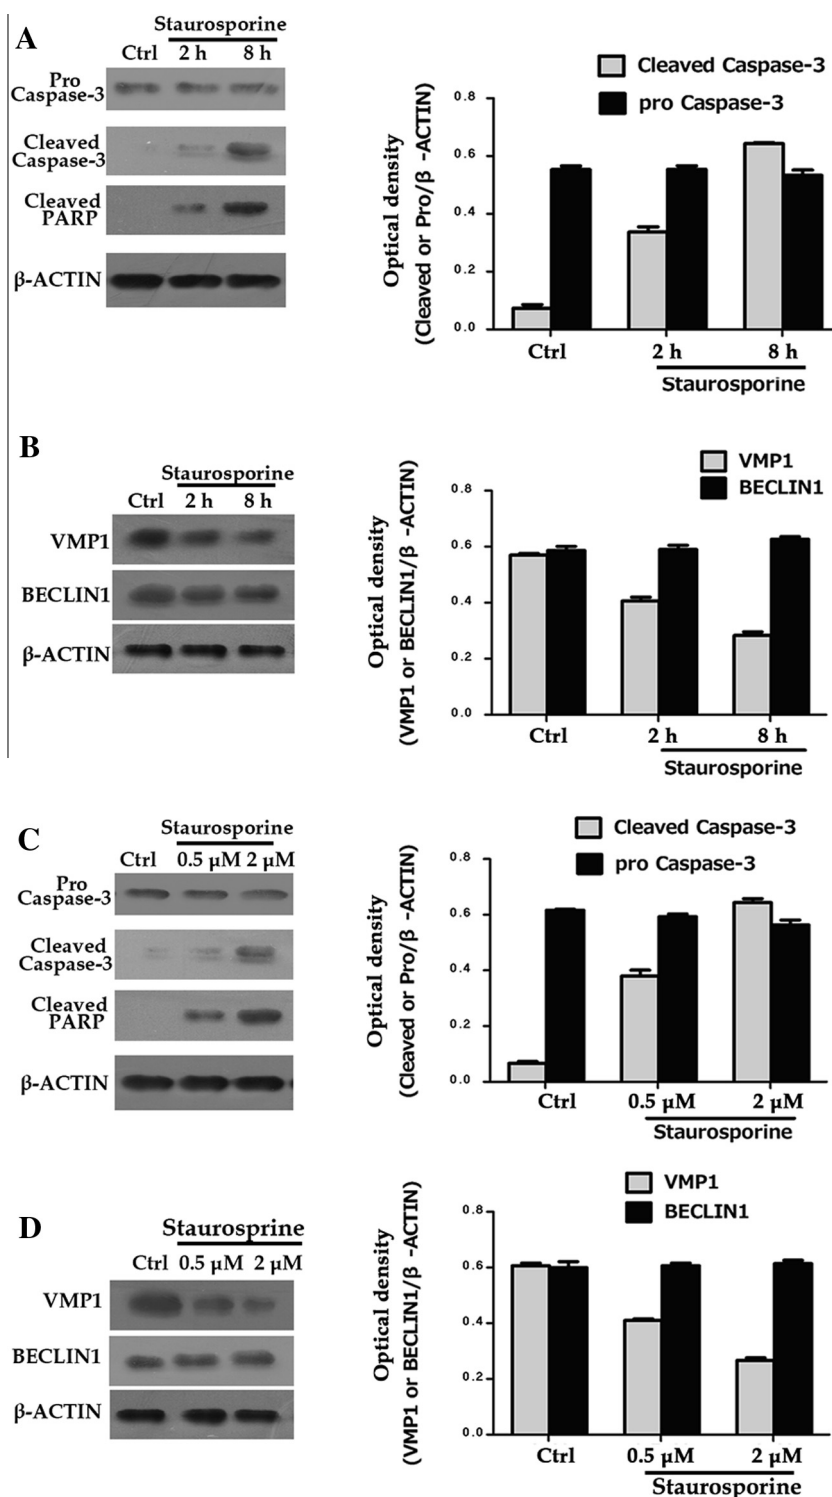 A
Staurosporine
Ctrl 2 h 8 h
Pro
Caspase-3
Cleaved
Caspase-3
Cleaved
PARP
β-ACTIN
Cleaved Caspase-3
pro Caspase-3
Optical density
(Cleaved or Pro/β -ACTIN)
0.8
0.6
0.4
0.2
0.0
Ctrl 2 h 8 h
Staurosporine
B
Staurosporine
Ctrl 2 h 8 h
VMP1
BECLIN1
β-ACTIN
VMP1
BECLIN1
Optical density
(VMP1 or BECLIN1/β -ACTIN)
0.8
0.6
0.4
0.2
0.0
Ctrl 2 h 8 h
Staurosporine
C
Staurosporine
Ctrl 0.5 µM 2 µM
Pro
Caspase-3
Cleaved
Caspase-3
Cleaved
PARP
β-ACTIN
Cleaved Caspase-3
pro Caspase-3
Optical density
(Cleaved or Pro/β -ACTIN)
0.8
0.6
0.4
0.2
0.0
Ctrl 0.5 µM 2 µM
Staurosporine
D
Staurosprine
Ctrl 0.5 µM 2 µM
VMP1
BECLIN1
β-ACTIN
VMP1
BECLIN1
Optical density
(VMP1 or BECLIN1/β -ACTIN)
0.8
0.6
0.4
0.2
0.0
Ctrl 0.5 µM 2 µM
Staurosporine